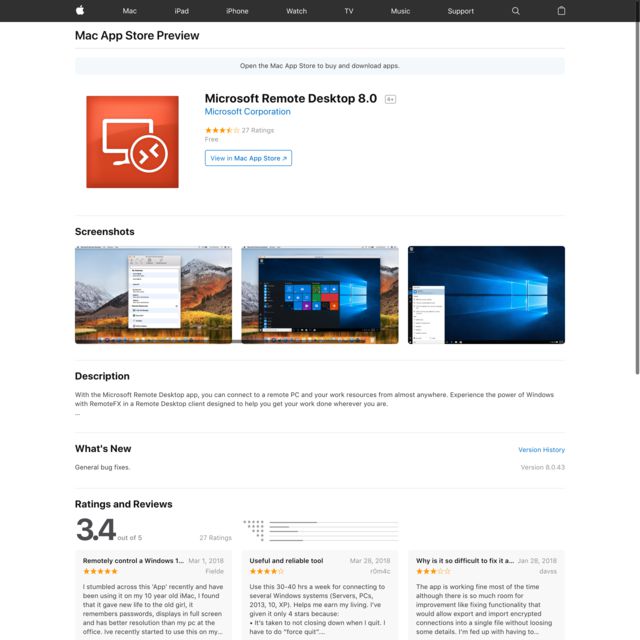 Mac
iPad
iPhone
Watch
TV
Music
Support
Mac App Store Preview
Open the Mac App Store to buy and download apps.
Microsoft Remote Desktop 8.0 4+
Microsoft Corporation
27 Ratings
Free
View in Mac App Store ↗
Screenshots
Description
With the Microsoft Remote Desktop app, you can connect to a remote PC and your work resources from almost anywhere. Experience the power of Windows
with RemoteFX in a Remote Desktop client designed to help you get your work done wherever you are.
...
What's New
Version History
General bug fixes.
Version 8.0.43
Ratings and Reviews
3.4 out of 5
27 Ratings
Remotely control a Windows 1... Mar 1, 2018
Fielde
I stumbled across this 'App' recently and have
been using it on my 10 year old iMac, I found
that it gave new life to the old girl, it
remembers passwords, displays in full screen
and has better resolution than my pc at the
office. Ive recently started to use this on my...
Useful and reliable tool Mar 28, 2018
r0m4c
Use this 30-40 hrs a week for connecting to
several Windows systems (Servers, PCs,
2013, 10, XP). Helps me earn my living. I've
given it only 4 stars because:
• It's taken to not closing down when I quit. I
have to do "force quit"....
Why is it so difficult to fix it a... Jan 28, 2018
davss
The app is working fine most of the time
although there is so much room for
improvement like fixing functionality that
would allow export and import encrypted
connections into a single file without loosing
some details. I'm fed up with having to...